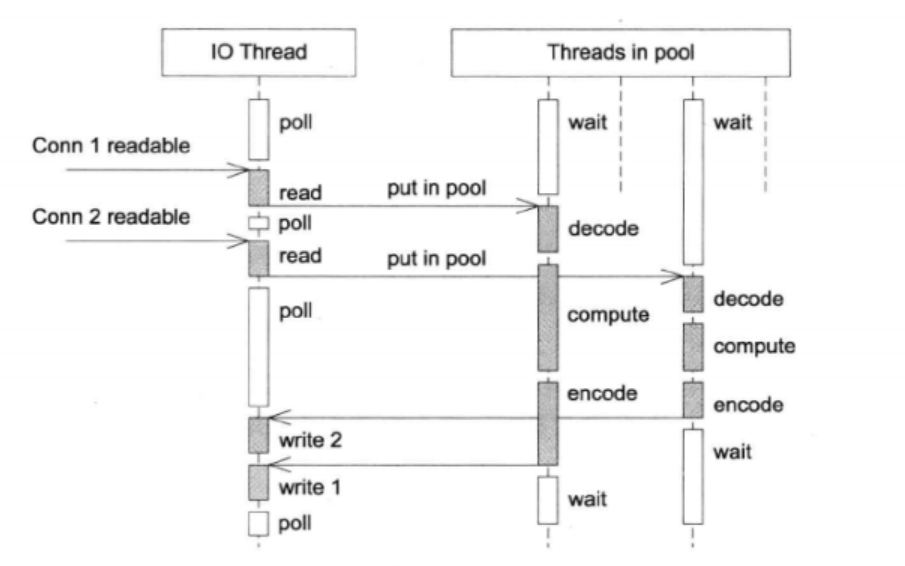 IO Thread
Threads in pool
poll
wait
wait
Conn 1 readable
read
put in pool
Conn 2 readable
poll
decode
read
put in pool
decode
poll
compute
compute
encode
encode
write 2
wait
write 1
wait
poll